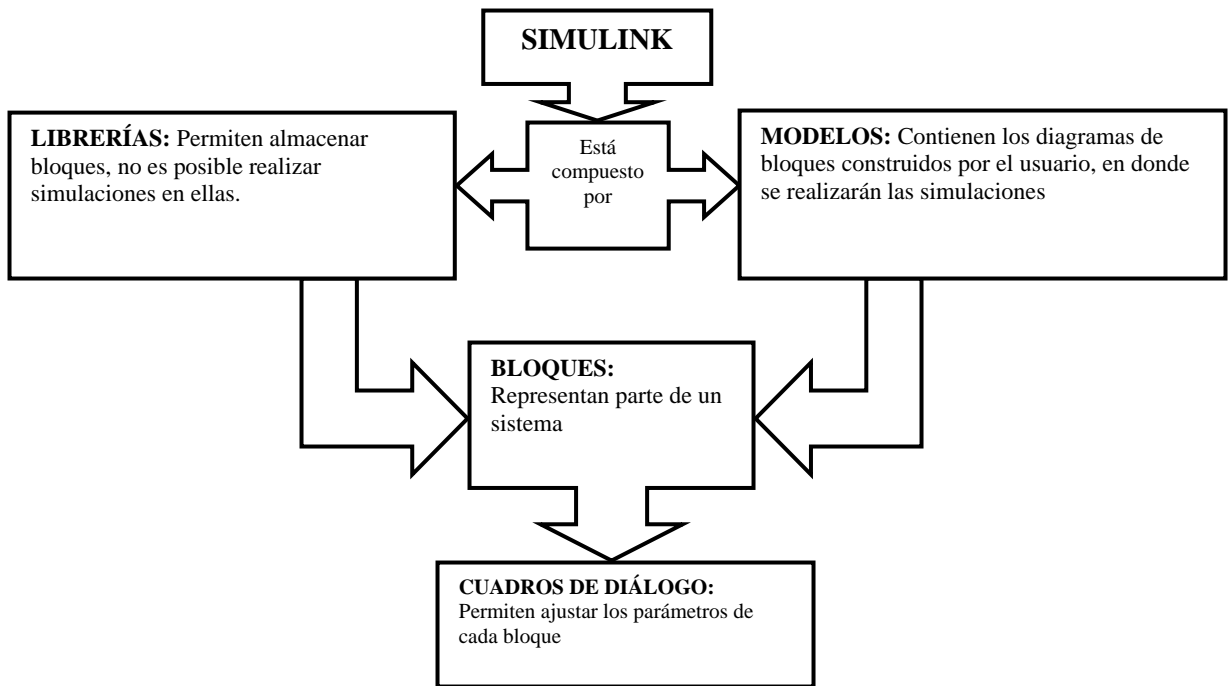 SIMULINK
LIBRERÍAS: Permiten almacenar
bloques, no es posible realizar
simulaciones en ellas.
Está
compuesto
por
MODELOS: Contienen los diagramas de
bloques construidos por el usuario, en donde
se realizarán las simulaciones
BLOQUES:
Representan parte de un
sistema
CUADROS DE DIÁLOGO:
Permiten ajustar los parámetros de
cada bloque